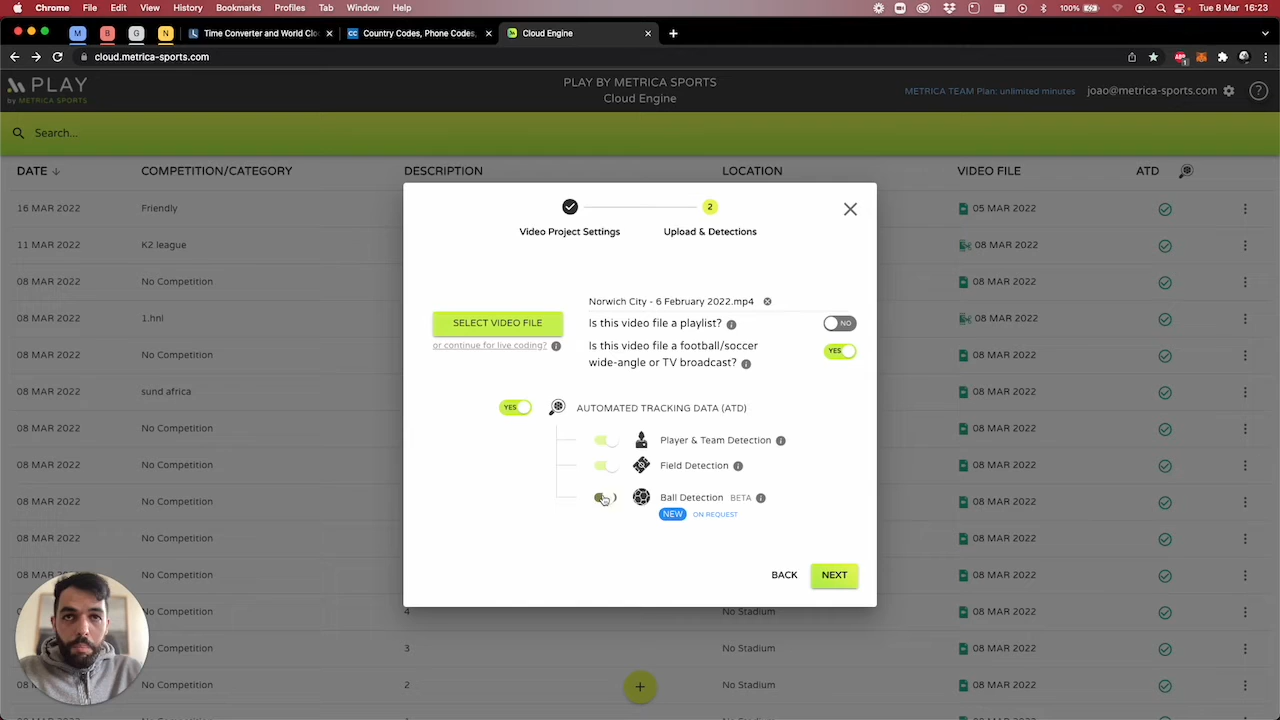 Chrome File Edit View History Bookmarks Profiles Tab Window Help 100% Tue 8 Mar 16:23
M B G N Time Converter and World Clo Country Codes, Phone Codes, Cloud Engine
cloud.metrica-sports.com
PLAY
by METRICA SPORTS
PLAY BY METRICA SPORTS
Cloud Engine
METRICA TEAM Plan: unlimited minutes joao@metrica-sports.com ?
Search...
DATE COMPETITION/CATEGORY DESCRIPTION LOCATION VIDEO FILE ATD
16 MAR 2022 Friendly 05 MAR 2022
11 MAR 2022 K2 league 08 MAR 2022
08 MAR 2022 No Competition 08 MAR 2022
08 MAR 2022 1.hnl 08 MAR 2022
08 MAR 2022 No Competition 08 MAR 2022
08 MAR 2022 sund africa 08 MAR 2022
08 MAR 2022 No Competition 08 MAR 2022
08 MAR 2022 No Competition 08 MAR 2022
08 MAR 2022 No Competition 08 MAR 2022
08 MAR 2022 No Competition 08 MAR 2022
08 MAR 2022 No Competition 08 MAR 2022
Competition 4 No Stadium 08 MAR 2022
Competition 3 No Stadium 08 MAR 2022
08 No Competition 2 No Stadium 08 MAR 2022
2
Video Project Settings Upload & Detections
SELECT VIDEO FILE
or continue for live coding?
Norwich City - 6 February 2022.mp4
Is this video file a playlist? NO
Is this video file a football/soccer
wide-angle or TV broadcast? YES
YES AUTOMATED TRACKING DATA (ATD)
Player & Team Detection
Field Detection
Ball Detection BETA
NEW ON REQUEST
BACK NEXT
+